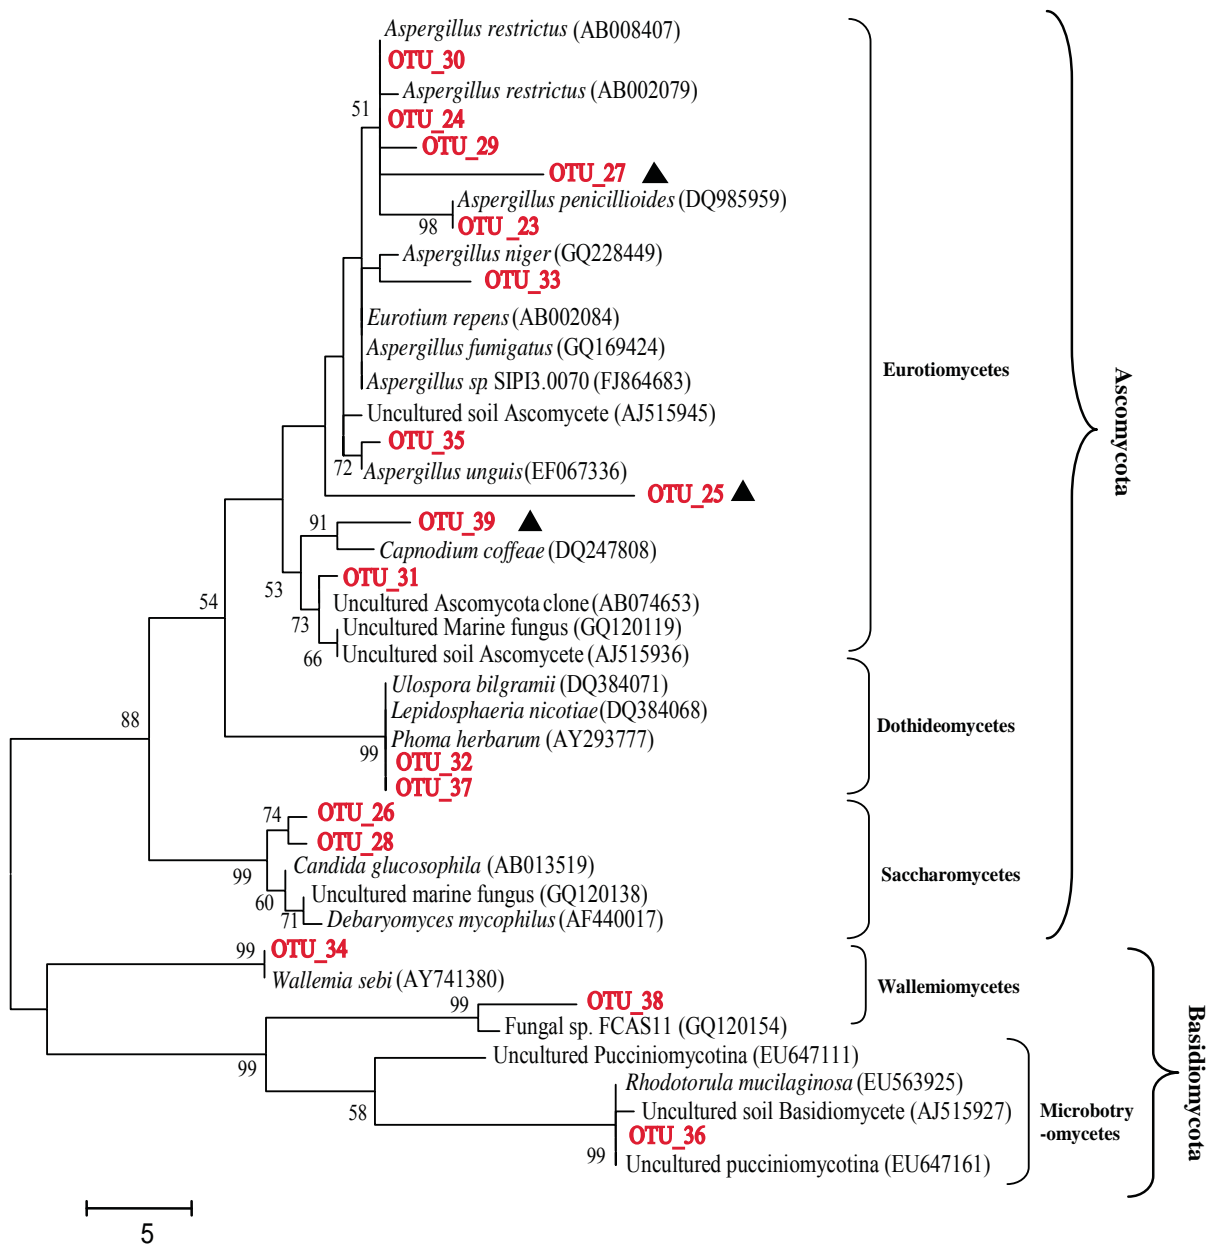 Aspergillus restrictus (AB008407)
OTU_30
Aspergillus restrictus (AB002079)
51
OTU_24
OTU_29
OTU_27
Aspergillus penicillioides (DQ985959)
98
OTU_23
Aspergillus niger (GQ228449)
OTU_33
Eurotium repens (AB002084)
Aspergillus fumigatus (GQ169424)
Aspergillus sp. SIPI3.0070 (FJ864683)
Uncultured soil Ascomycete (AJ515945)
OTU_35
72
Aspergillus unguis (EF067336)
OTU_25
91
OTU_39
Capnodium coffeae (DQ247808)
53
OTU_31
54
Uncultured Ascomycota clone (AB074653)
73
Uncultured Marine fungus (GQ120119)
66
Uncultured soil Ascomycete (AJ515936)
Eurotiomycetes
Ascomycota
Ulospora bilgramii (DQ384071)
Lepidosphaeria nicotiae (DQ384068)
88
Phoma herbarum (AY293777)
99
OTU_32
OTU_37
Dothideomycetes
74
OTU_26
OTU_28
99
Candida glucosophila (AB013519)
60
Uncultured marine fungus (GQ120138)
71
Debaryomyces mycophilus (AF440017)
Saccharomycetes
99
OTU_34
Wallemia sebi (AY741380)
99
OTU_38
Fungal sp. FCAS11 (GQ120154)
Wallemiomycetes
Basidiomycota
99
Uncultured Pucciniomycotina (EU647111)
Rhodotorula mucilaginosa (EU563925)
58
Uncultured soil Basidiomycete (AJ515927)
OTU_36
99
Uncultured pucciniomycotina (EU647161)
Microbotry
-omycetes
5